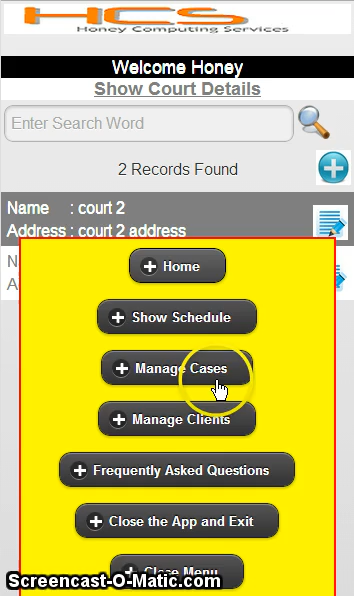 HCS
Honey Computing Services
Welcome Honey
Show Court Details
Enter Search Word
2 Records Found
Name : court 2
Address : court 2 address
N
A
Home
Show Schedule
Manage Cases
Manage Clients
Frequently Asked Questions
Close the App and Exit
Close Menu
Screencast-O-Matic.com